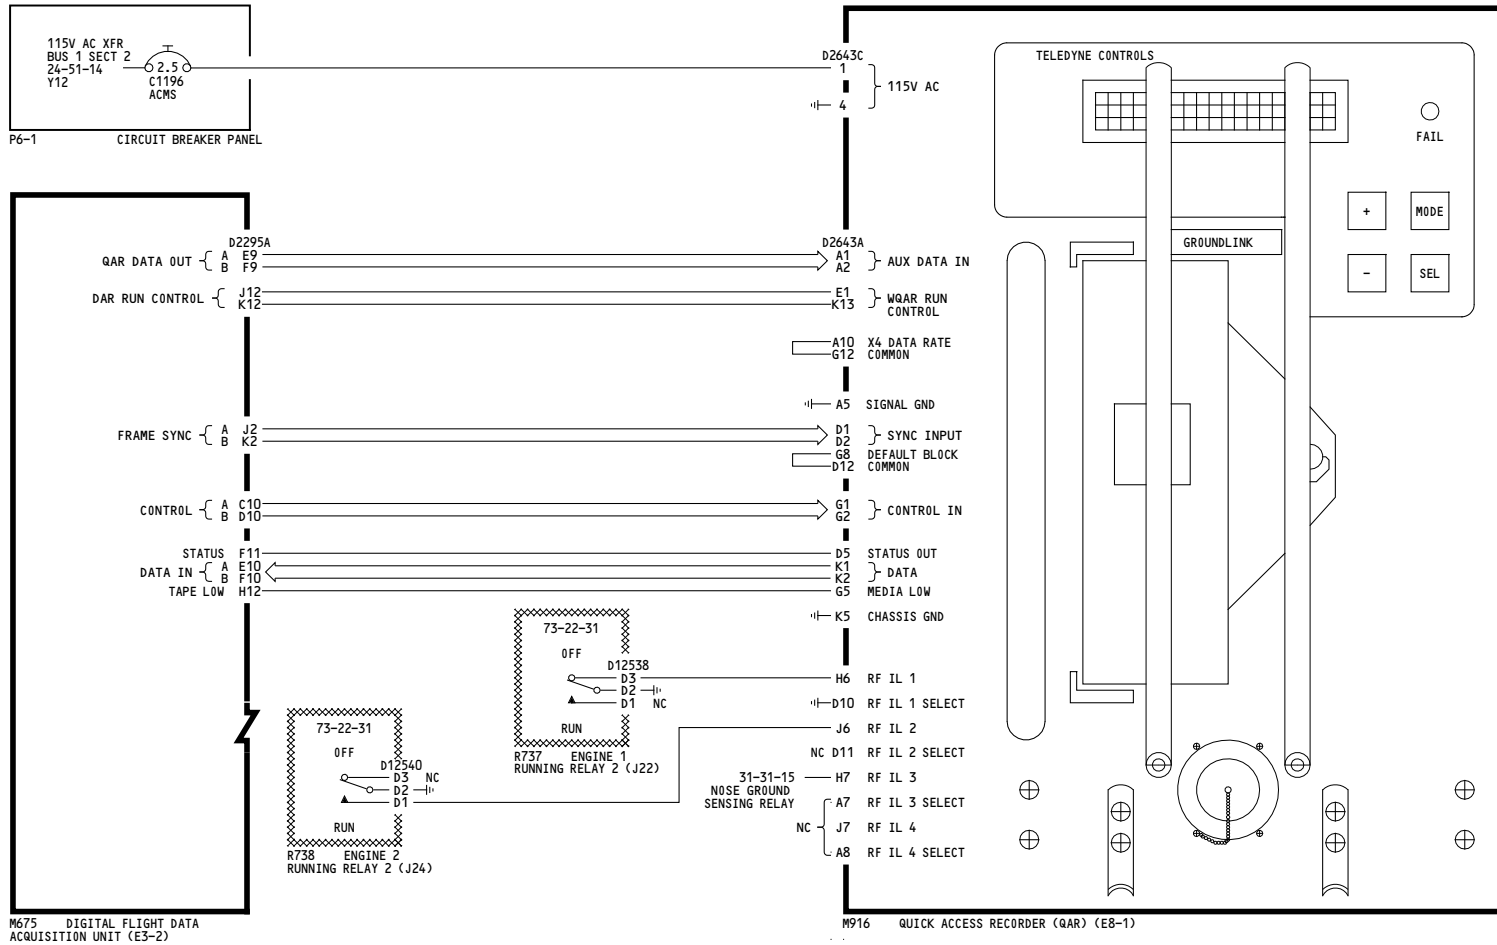 115V AC XFR
BUS 1 SECT 2
24-51-14
Y12
2.5
C1196
ACMS
P6-1 CIRCUIT BREAKER PANEL
D2643C
1
4
115V AC
TELEDYNE CONTROLS
FAIL
+ MODE
- SEL
GROUNDLINK
D2295A
QAR DATA OUT A E9
B F9
DAR RUN CONTROL J12
K12
FRAME SYNC A J2
B K2
CONTROL A C10
B D10
STATUS F11
DATA IN A E10
B F10
TAPE LOW H12
D2643A
A1
A2 AUX DATA IN
E1
K13 WQAR RUN
CONTROL
A10 X4 DATA RATE
G12 COMMON
A5 SIGNAL GND
D1
D2 SYNC INPUT
G8 DEFAULT BLOCK
D12 COMMON
G1
G2 CONTROL IN
D5 STATUS OUT
K1
K2 DATA
G5 MEDIA LOW
K5 CHASSIS GND
H6 RF IL 1
D10 RF IL 1 SELECT
J6 RF IL 2
NC D11 RF IL 2 SELECT
31-31-15 H7 RF IL 3
NOSE GROUND
SENSING RELAY
A7 RF IL 3 SELECT
NC J7 RF IL 4
A8 RF IL 4 SELECT
73-22-31
OFF
D12538
D3
D2
D1 NC
RUN
R737 ENGINE 1
RUNNING RELAY 2 (J22)
73-22-31
OFF
D12540
D3 NC
D2
D1
RUN
R738 ENGINE 2
RUNNING RELAY 2 (J24)
M675 DIGITAL FLIGHT DATA
ACQUISITION UNIT (E3-2)
M916 QUICK ACCESS RECORDER (QAR) (E8-1)